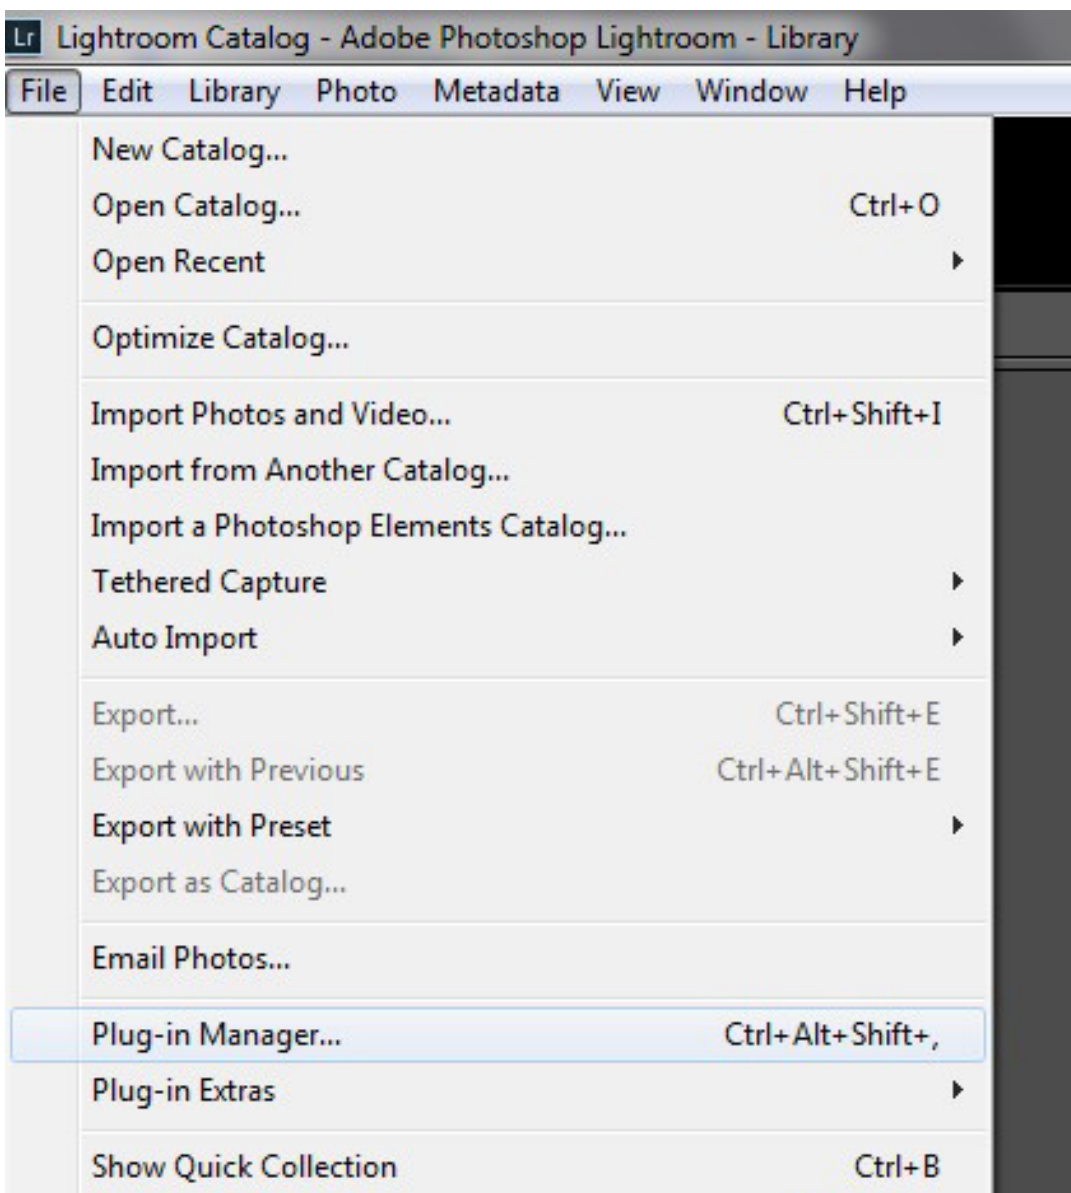 Lr Lightroom Catalog - Adobe Photoshop Lightroom - Library
File Edit Library Photo Metadata View Window Help
New Catalog...
Open Catalog... Ctrl+O
Open Recent
Optimize Catalog...
Import Photos and Video... Ctrl+Shift+I
Import from Another Catalog...
Import a Photoshop Elements Catalog...
Tethered Capture
Auto Import
Export... Ctrl+Shift+E
Export with Previous Ctrl+Alt+Shift+E
Export with Preset
Export as Catalog...
Email Photos...
Plug-in Manager... Ctrl+Alt+Shift+,
Plug-in Extras
Show Quick Collection Ctrl+B